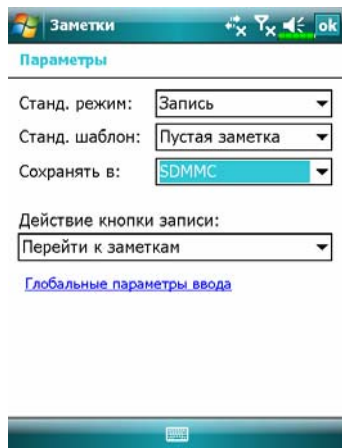 Заметки ok
Параметры
Станд. режим: Запись
Станд. шаблон: Пустая заметка
Сохранять в: SDMMC
Действие кнопки записи:
Перейти к заметкам
Глобальные параметры ввода